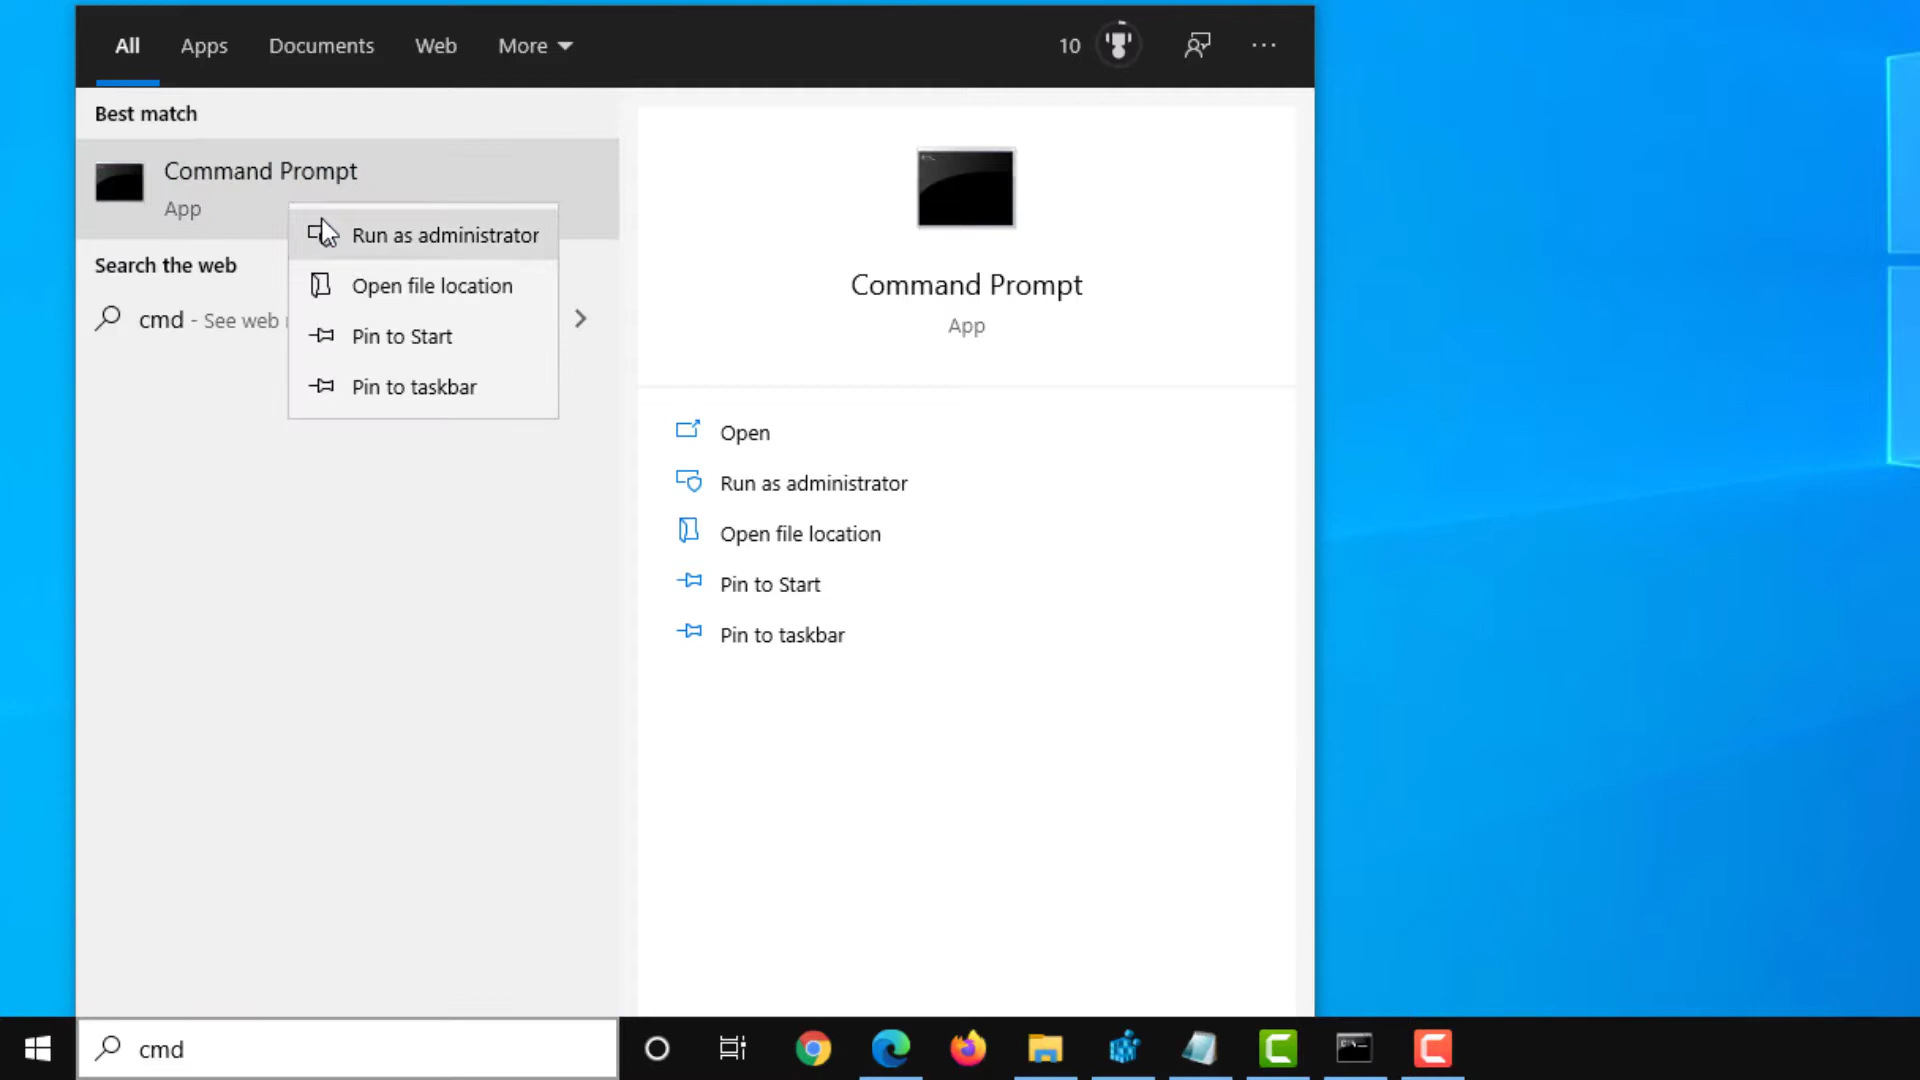 All Apps Documents Web More 10
Best match
Command Prompt
App
Run as administrator
Open file location
Pin to Start
Pin to taskbar
Search the web
cmd - See web
Command Prompt
App
Open
Run as administrator
Open file location
Pin to Start
Pin to taskbar
cmd